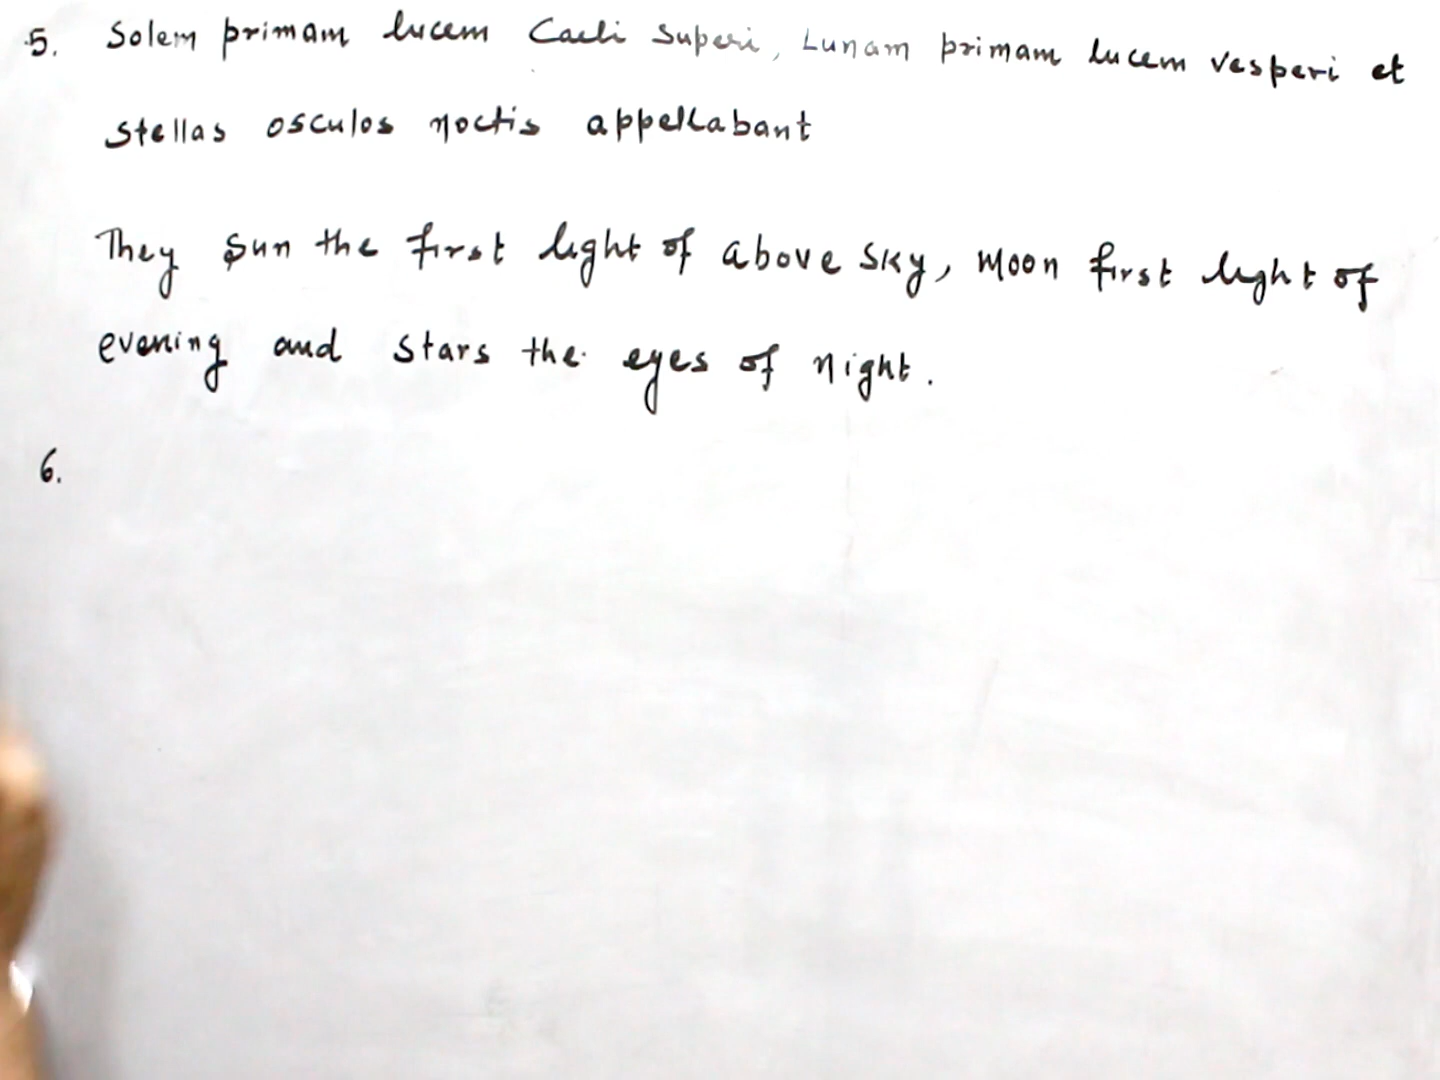 5. Solem primam lucem Caeli Superi, Lunam primam lucem vesperi et
stellas osculos noctis appellabant
They sun the first light of above sky, Moon first light of
evening and stars the eyes of night.
6.